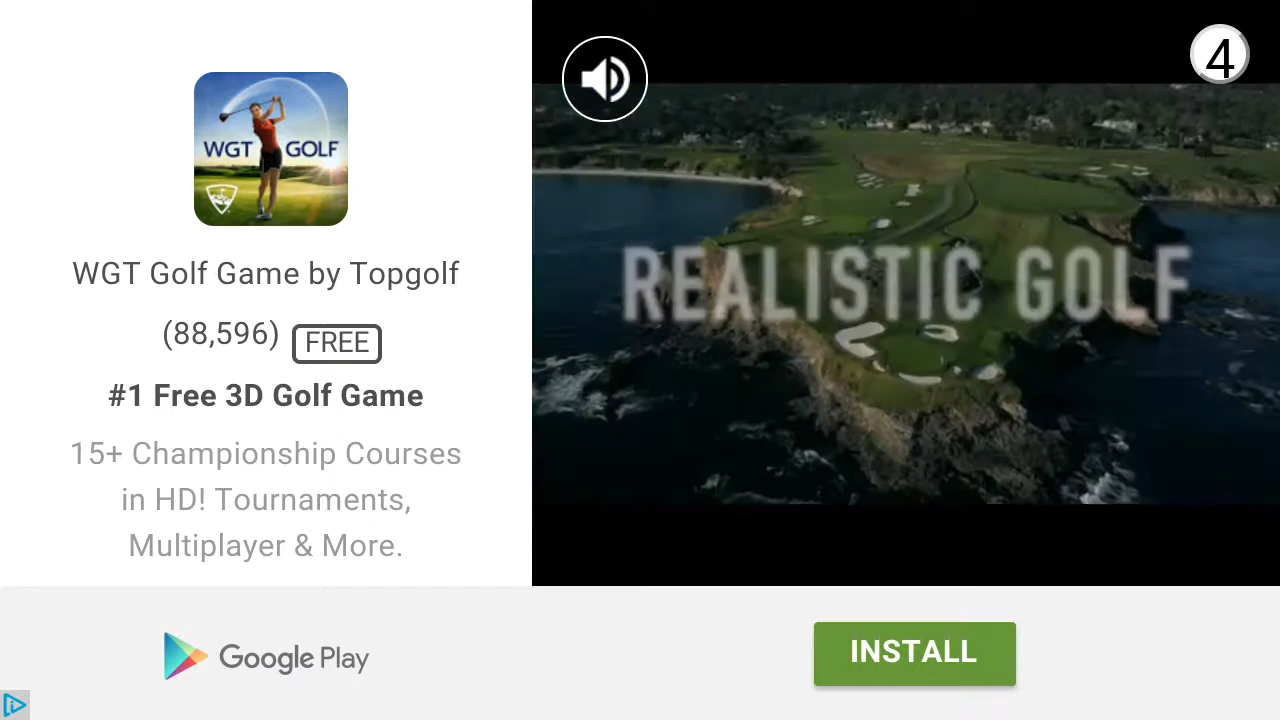 WGT GOLF
WGT Golf Game by Topgolf
(88,596) FREE
#1 Free 3D Golf Game
15+ Championship Courses
in HD! Tournaments,
Multiplayer & More.
4
REALISTIC GOLF
Google Play
INSTALL